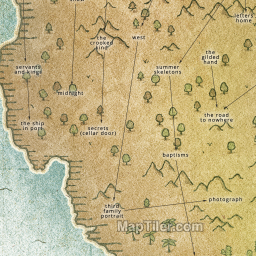 show
letters
home
the
crooked
kind
west
the
gilded
hand
servants
and kings
summer
skeletons
midnight
the road
to nowhere
the ship
in port
secrets
(cellar door)
baptisms
photograph
third
family
portrait
MapTiler.com